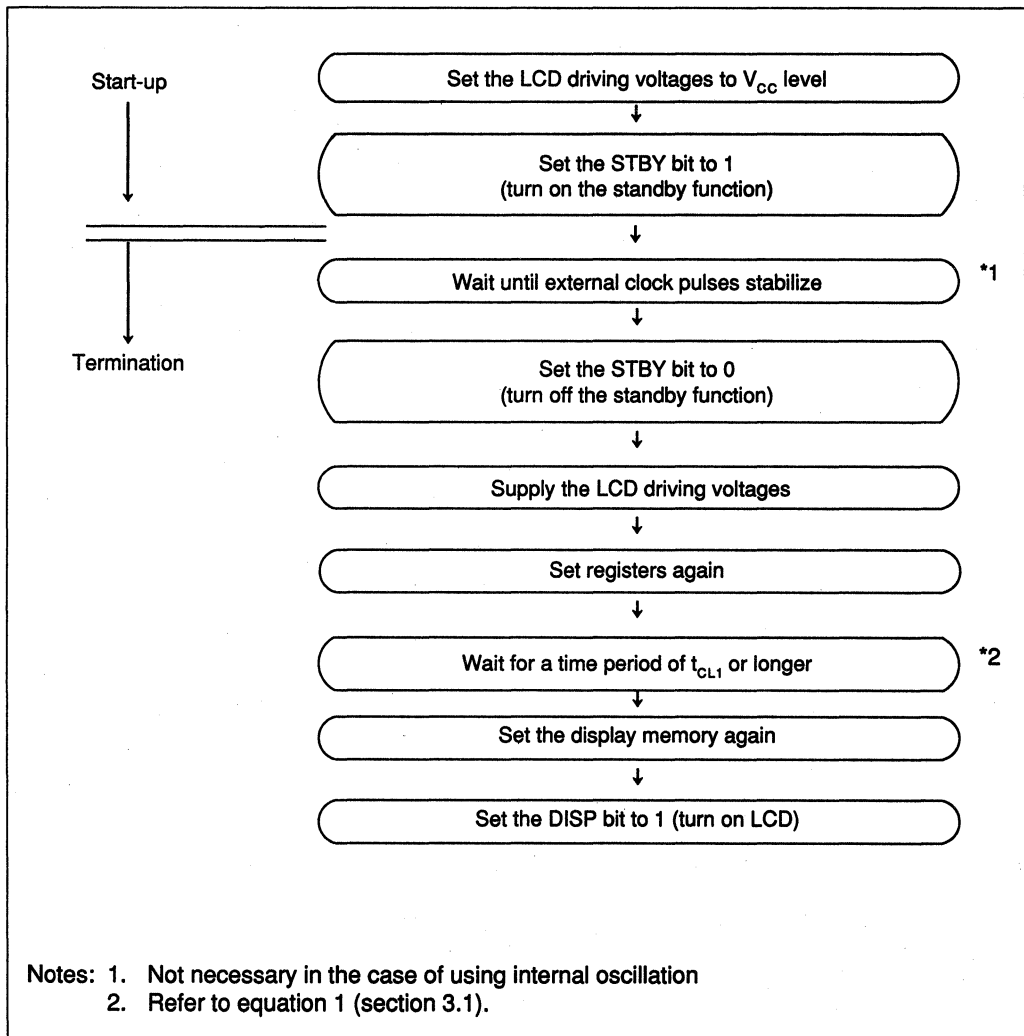 Start-up
Set the LCD driving voltages to VCC level
Set the STBY bit to 1
(turn on the standby function)
Wait until external clock pulses stabilize
*1
Termination
Set the STBY bit to 0
(turn off the standby function)
Supply the LCD driving voltages
Set registers again
Wait for a time period of tCL1 or longer
*2
Set the display memory again
Set the DISP bit to 1 (turn on LCD)
Notes: 1. Not necessary in the case of using internal oscillation
2. Refer to equation 1 (section 3.1).